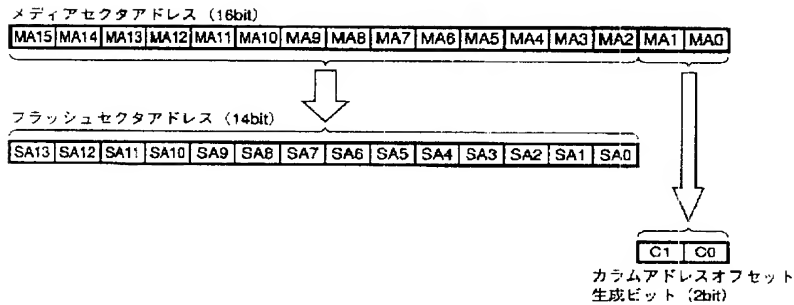 メディアセクタアドレス (16bit)
MA15 MA14 MA13 MA12 MA11 MA10 MA9 MA8 MA7 MA6 MA5 MA4 MA3 MA2 MA1 MA0
フラッシュセクタアドレス (14bit)
SA13 SA12 SA11 SA10 SA9 SA8 SA7 SA6 SA5 SA4 SA3 SA2 SA1 SA0
C1 C0
カラムアドレスオフセット
生成ビット (2bit)